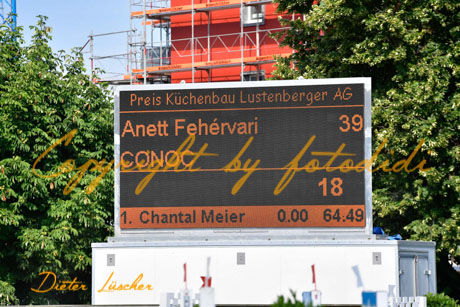 Preis Küchenbau Lustenberger AG
Anett Fehérvari 39
CONOC
18
1. Chantal Meier 0.00 64.49
Copyright by fotodidi
Dieter Lüscher